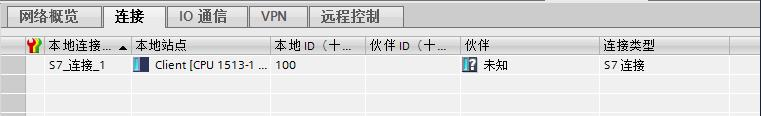 网络概览 连接 IO 通信 VPN 远程控制
本地连接... 本地站点 本地 ID（十... 伙伴 ID（十... 伙伴 连接类型
S7_连接_1 Client [CPU 1513-1 ... 100 未知 S7 连接